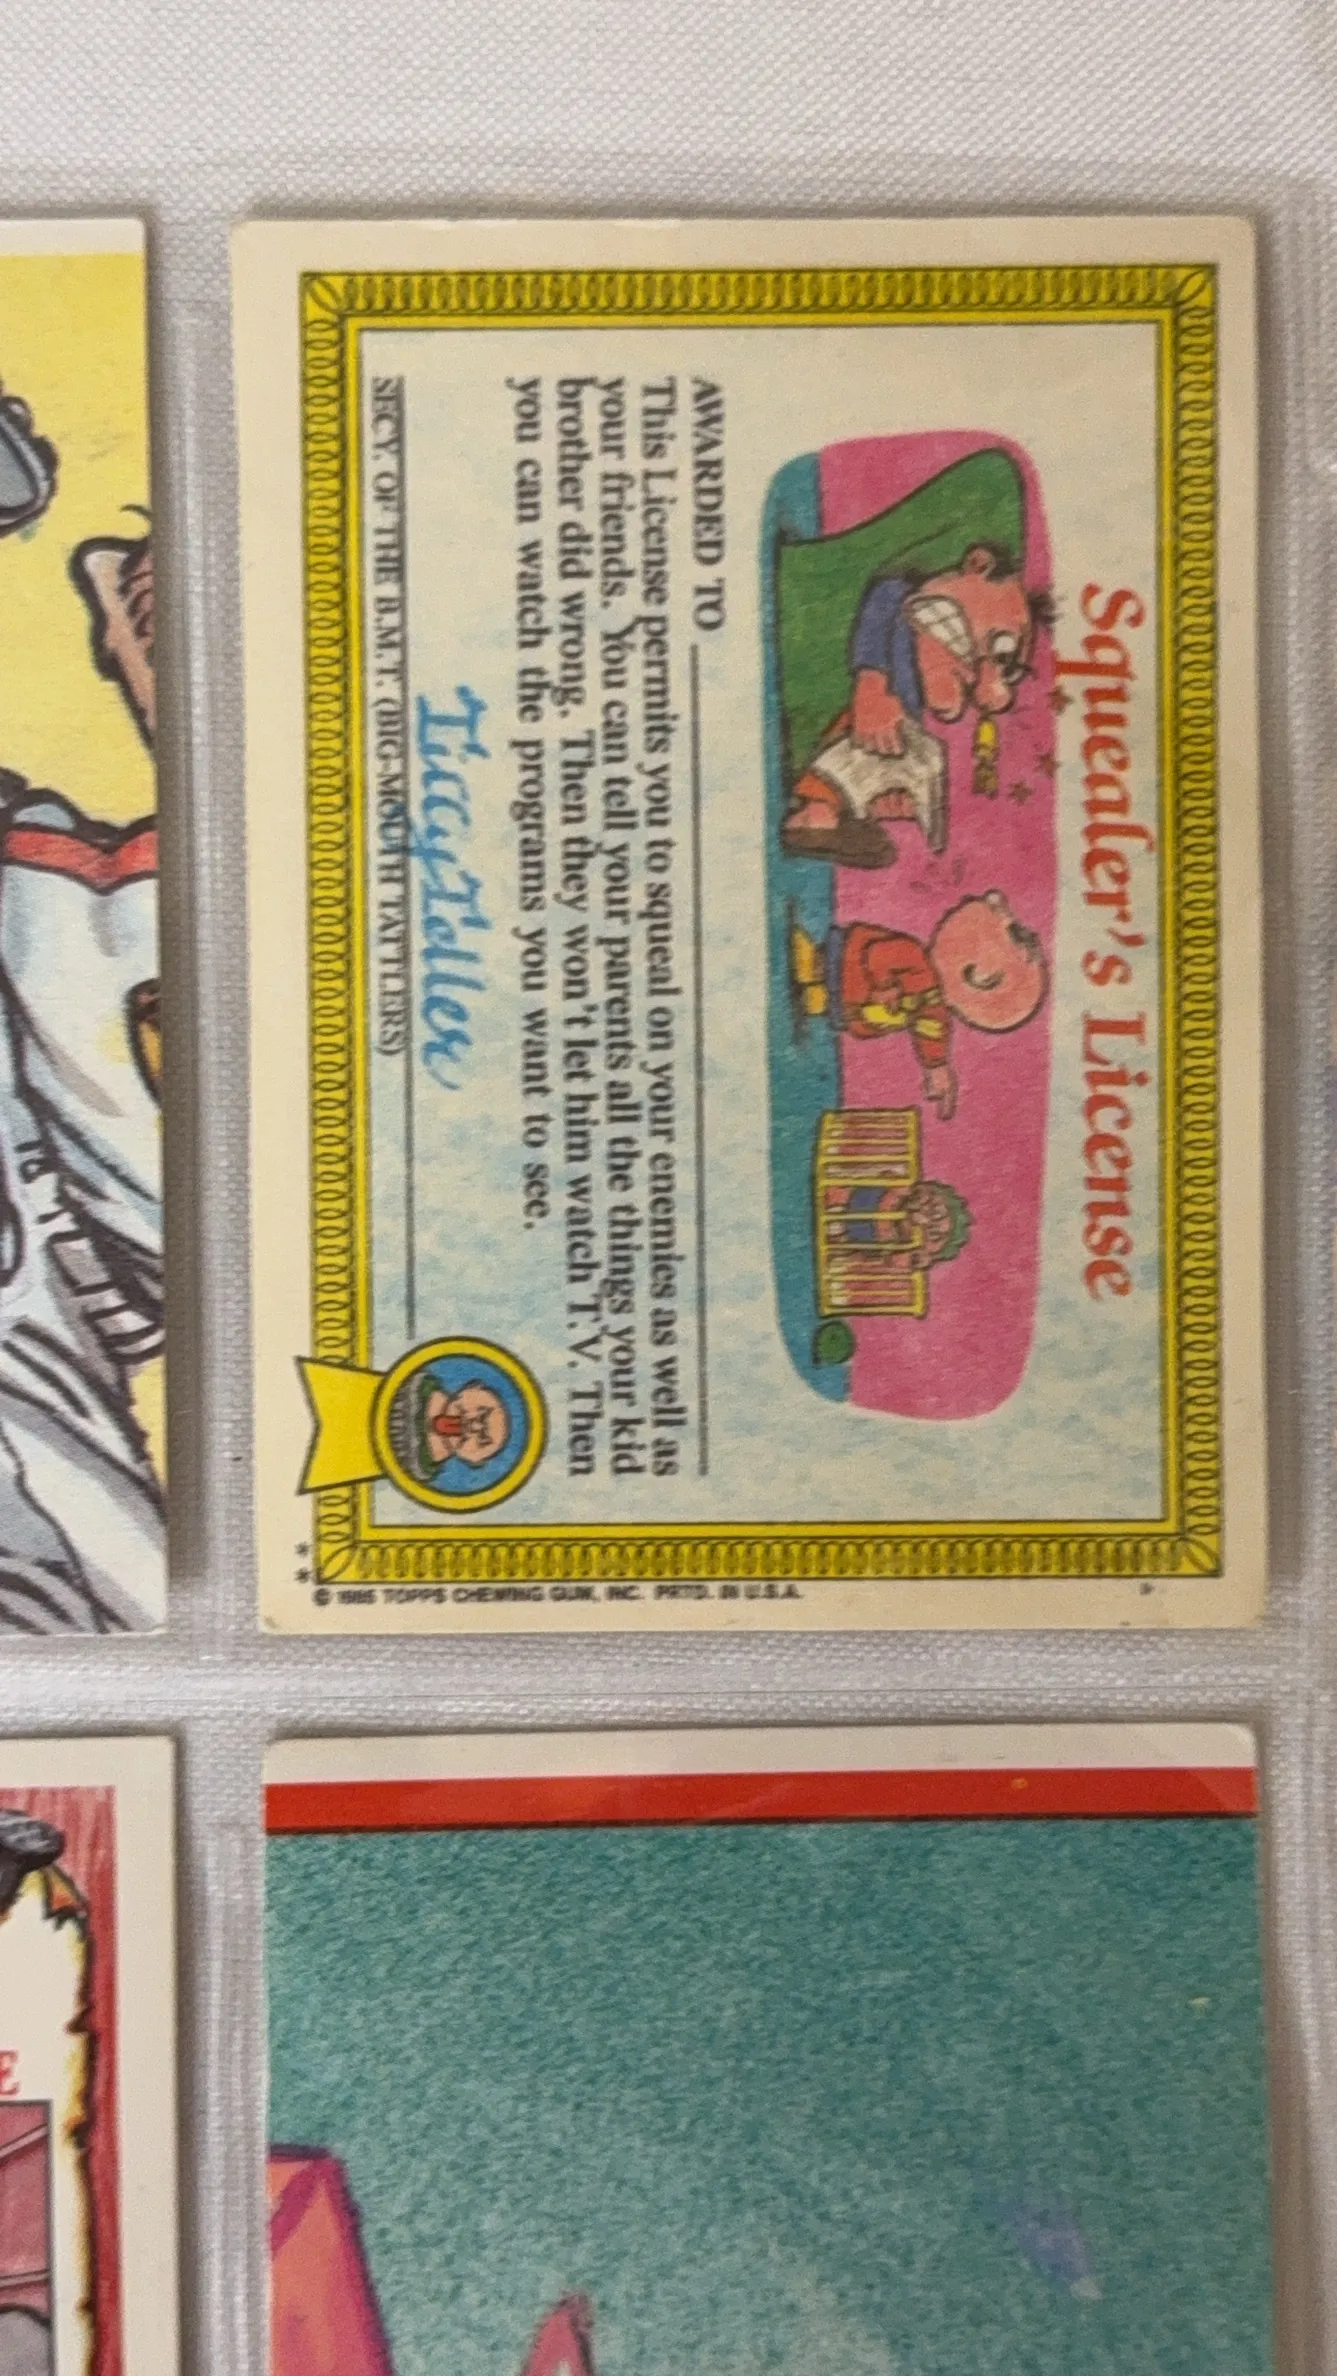 Squealer's License
AWARDED TO
This License permits you to squeal on your enemies as well as
your friends. You can tell your parents all the things your kid
brother did wrong. Then they won't let him watch T.V. Then
you can watch the programs you want to see.
SECY. OF THE B.M.T. (BIG-MOUTH TATTLERS)
**
© 1985 TOPPS CHEWING GUM, INC. PRTD. IN U.S.A.
E